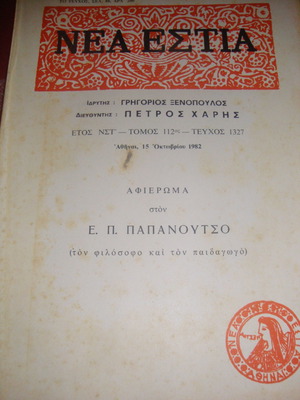 ΝΕΑ ΕΣΤΙΑ
ΙΔΡΥΤΗΣ : ΓΡΗΓΟΡΙΟΣ ΞΕΝΟΠΟΥΛΟΣ
ΔΙΕΥΘΥΝΤΗΣ : ΠΕΤΡΟΣ ΧΑΡΗΣ
ΕΤΟΣ ΝΣΤ´ — ΤΟΜΟΣ 112ος — ΤΕΥΧΟΣ 1327
Ἀθῆναι, 15 Ὀκτωβρίου 1982
ΑΦΙΕΡΩΜΑ
στὸν
Ε. Π. ΠΑΠΑΝΟΥΤΣΟ
(τὸν φιλόσοφο καὶ τὸν παιδαγωγὸ)